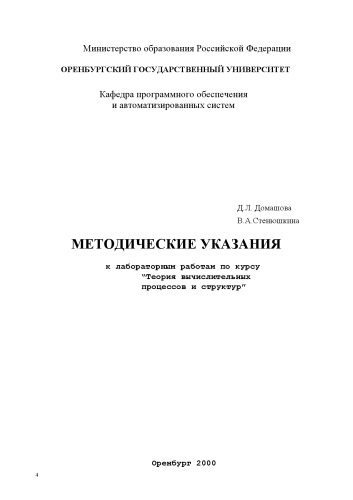 Министерство образования Российской Федерации
ОРЕНБУРГСКИЙ ГОСУДАРСТВЕННЫЙ УНИВЕРСИТЕТ
Кафедра программного обеспечения
и автоматизированных систем
Д.Л. Домашова
В.А.Стенюшкина
МЕТОДИЧЕСКИЕ УКАЗАНИЯ
к лабораторным работам по курсу
“Теория вычислительных
процессов и структур”
Оренбург 2000
4